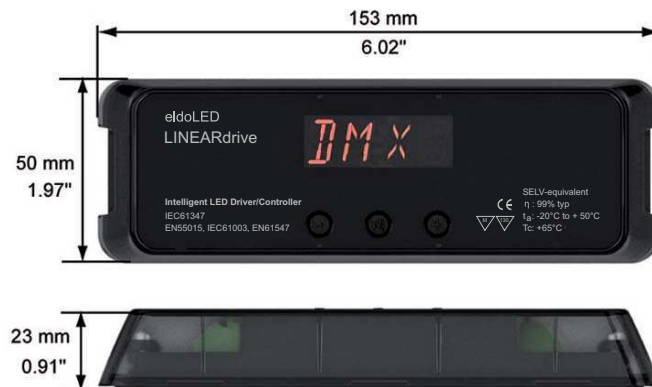 153 mm
6.02"
50 mm
1.97"
eldoLED
LINEARdrive
DMX
Intelligent LED Driver/Controller
IEC61347
EN55015, IEC61003, EN61547
SELV-equivalent
CE
η : 99% typ
ta: -20°C to + 50°C
Tc: +65°C
23 mm
0.91"